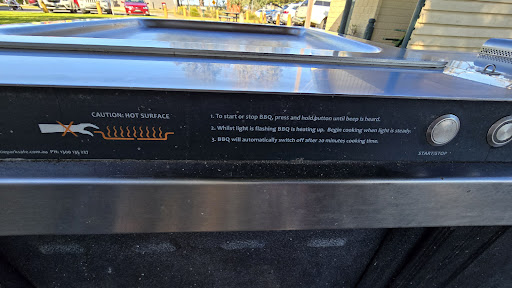 CAUTION: HOT SURFACE
1. To start or stop BBQ, press and hold button until beep is heard.
2. Whilst light is flashing BBQ is heating up. Begin cooking when light is steady.
3. BBQ will automatically switch off after 20 minutes cooking time.
START/STOP